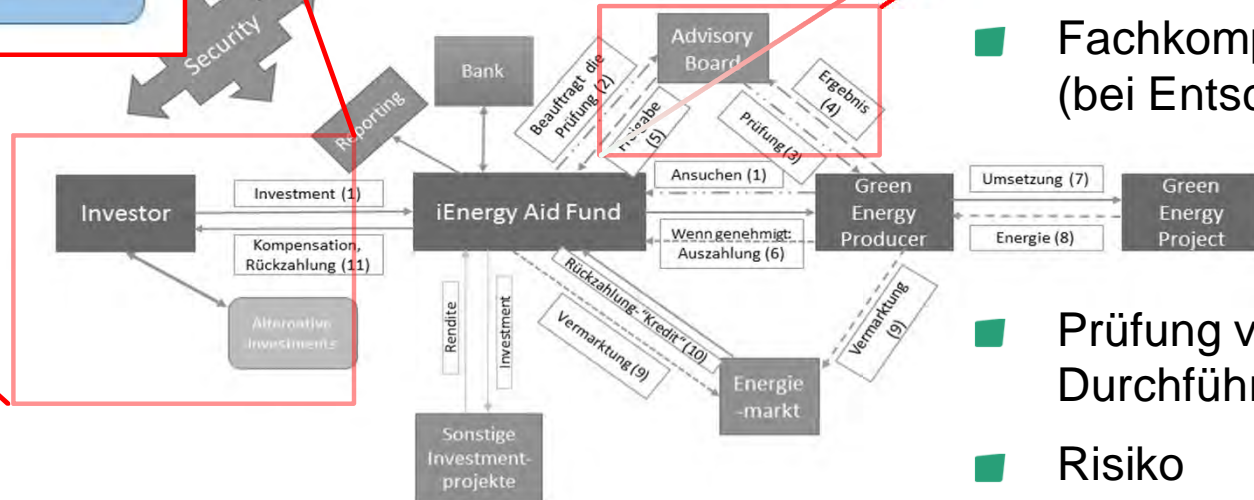 Security
Advisory
Board
Bank
Reporting
Beauftragt die
Prüfung (2)
(5)
Prüfung (3)
Ergebnis
(4)
Fachkomp
(bei Entsc
Investor
Investment (1)
Kompensation,
Rückzahlung (11)
iEnergy Aid Fund
Ansuchen (1)
Wenn genehmigt:
Auszahlung (6)
Green
Energy
Producer
Umsetzung (7)
Energie (8)
Green
Energy
Project
Alternative
Investments
Rendite
Investment
Rückzahlung-"Kredit" (10)
Vermarktung (9)
Vermarktung
(9)
Energie
-markt
Sonstige
Investment-
projekte
Prüfung v
Durchführ
Risiko